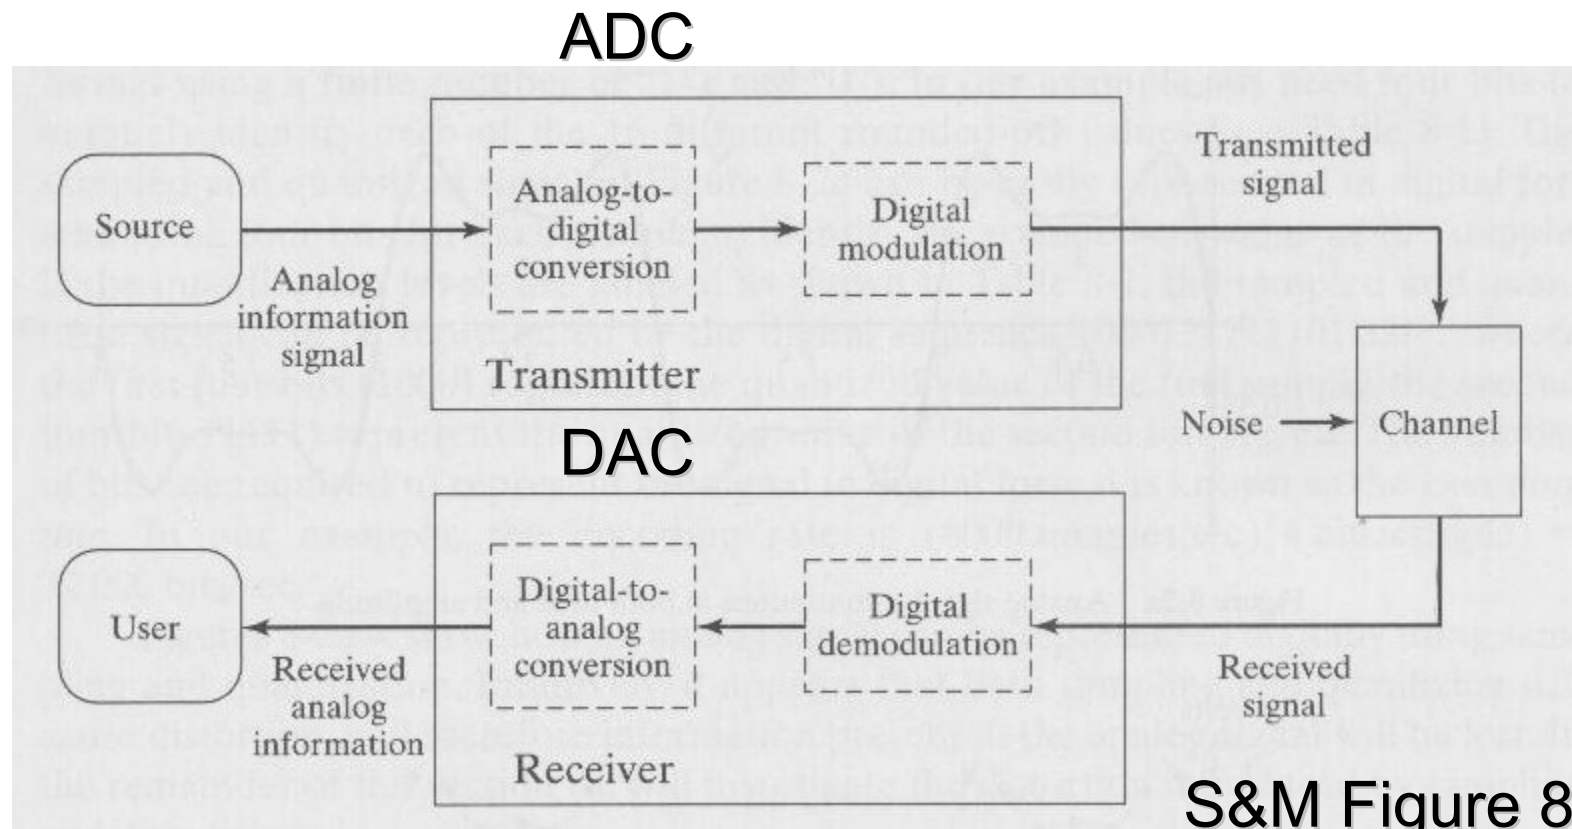 ADC
Source
Analog
information
signal
Analog-to-
digital
conversion
Digital
modulation
Transmitter
Transmitted
signal
Noise
Channel
DAC
User
Received
analog
information
Digital-to-
analog
conversion
Digital
demodulation
Receiver
Received
signal
S&M Figure 8